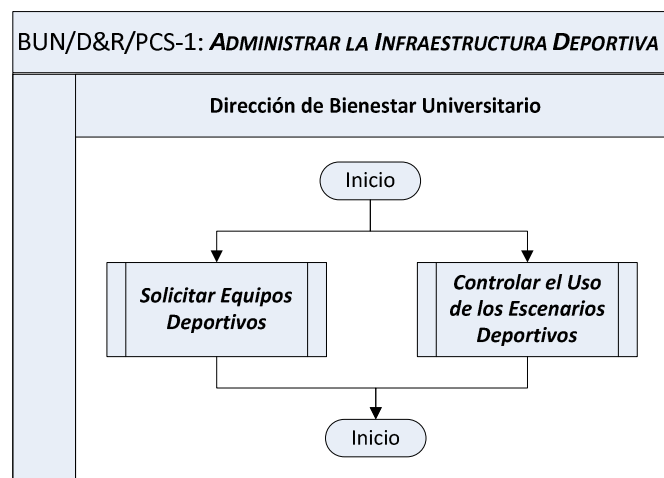 BUN/D&R/PCS-1: ADMINISTRAR LA INFRAESTRUCTURA DEPORTIVA
Dirección de Bienestar Universitario
Inicio
Solicitar Equipos
Deportivos
Controlar el Uso
de los Escenarios
Deportivos
Inicio